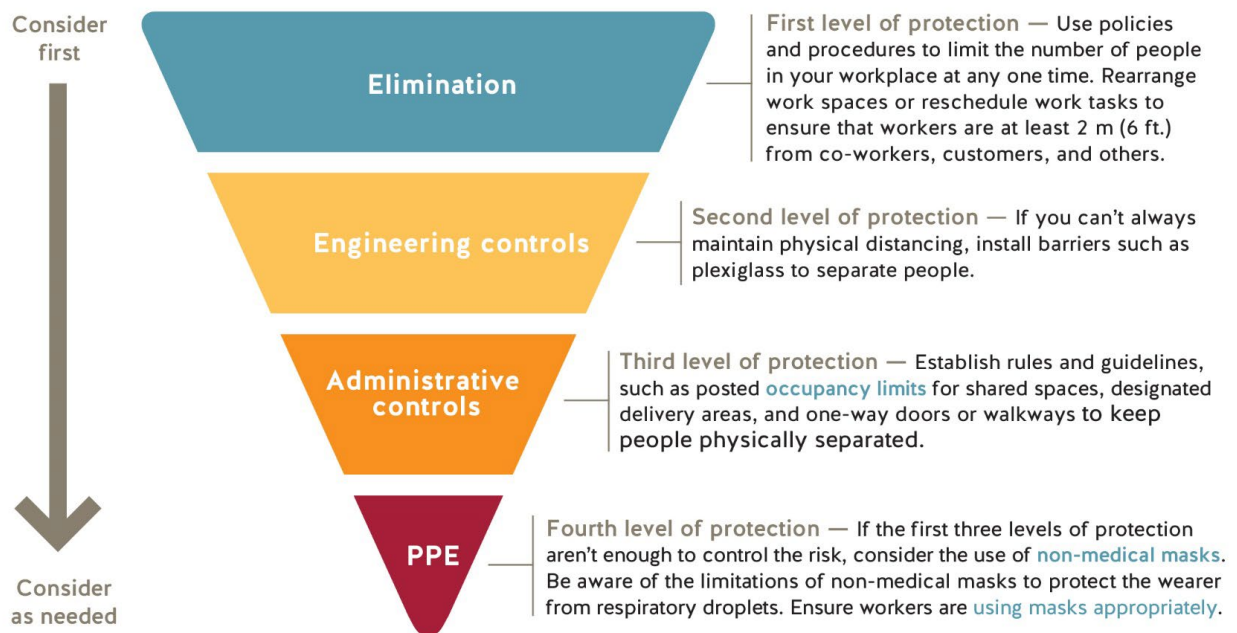 Consider
first
Elimination
First level of protection — Use policies
and procedures to limit the number of people
in your workplace at any one time. Rearrange
work spaces or reschedule work tasks to
ensure that workers are at least 2 m (6 ft.)
from co-workers, customers, and others.
Engineering controls
Second level of protection — If you can’t always
maintain physical distancing, install barriers such as
plexiglass to separate people.
Administrative
controls
Third level of protection — Establish rules and guidelines,
such as posted occupancy limits for shared spaces, designated
delivery areas, and one-way doors or walkways to keep
people physically separated.
PPE
Fourth level of protection — If the first three levels of protection
aren’t enough to control the risk, consider the use of non-medical masks.
Be aware of the limitations of non-medical masks to protect the wearer
from respiratory droplets. Ensure workers are using masks appropriately.
Consider
as needed